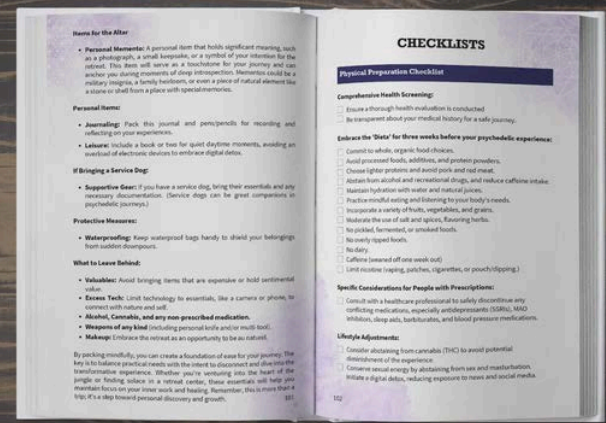 Items for the Altar
• Personal Memento: A personal item that holds significant meaning, such
as a photograph, a small keepsake, or a symbol of your intention for
the retreat. This item will serve as a touchstone for your journey and can
anchor you during moments of deep introspection. Mementos could be a
military insignia, a family heirloom, or even a piece of natural element like
a stone or shell from a place with special memories.
Personal Items:
• Journaling: Pack this journal and pens/pencils for recording and
reflecting on your experiences.
• Leisure: Include a book or two for quiet daytime moments, avoiding an
overload of electronic devices to embrace digital detox.
If Bringing a Service Dog:
• Supportive Gear: If you have a service dog, bring their essentials and any
necessary documentation. (Service dogs can be great companions in
psychedelic journeys.)
Protective Measures:
• Waterproofing: Keep waterproof bags handy to shield your belongings
from sudden downpours.
What to Leave Behind:
• Valuables: Avoid bringing items that are expensive or hold sentimental
value.
• Excess Tech: Limit technology to essentials, like a camera or phone, to
connect with nature and self.
• Alcohol, Cannabis, and any non-prescribed medication.
• Weapons of any kind (including personal knife and/or multi-tool).
• Makeup: Embrace the retreat as an opportunity to be as natural.
By packing mindfully, you can create a foundation of ease for your journey. The
key is to balance practical needs with the intent to disconnect and dive into the
transformative experience. Whether you're venturing into the heart of the
jungle or finding solace in a retreat center, these essentials will help you
maintain focus on your inner work and healing. Remember, this is more than a
trip; it's a step toward personal discovery and growth.
101
CHECKLISTS
Physical Preparation Checklist
Comprehensive Health Screening:
Ensure a thorough health evaluation is conducted
Be transparent about your medical history for a safe journey.
Embrace the 'Dieta' for three weeks before your psychedelic experience:
Commit to whole, organic food choices.
Avoid processed foods, additives, and protein powders.
Choose lighter proteins and avoid pork and red meat.
Abstain from alcohol and recreational drugs, and reduce caffeine intake.
Maintain hydration with water and natural juices.
Practice mindful eating and listening to your body's needs.
Incorporate a variety of fruits, vegetables, and grains.
Moderate the use of salt and spices, flavoring herbs.
No pickled, fermented, or smoked foods.
No overly ripped foods.
No dairy.
Caffeine (weaned off one week out)
Limit nicotine (vaping, patches, cigarettes, or pouch/dipping.)
Specific Considerations for People with Prescriptions:
Consult with a healthcare professional to safely discontinue any
conflicting medications, especially antidepressants (SSRIs), MAO
inhibitors, sleep aids, barbiturates, and blood pressure medications.
Lifestyle Adjustments:
Consider abstaining from cannabis (THC) to avoid potential
diminishment of the experience.
Conserve sexual energy by abstaining from sex and masturbation.
Initiate a digital detox, reducing exposure to news and social media.
102